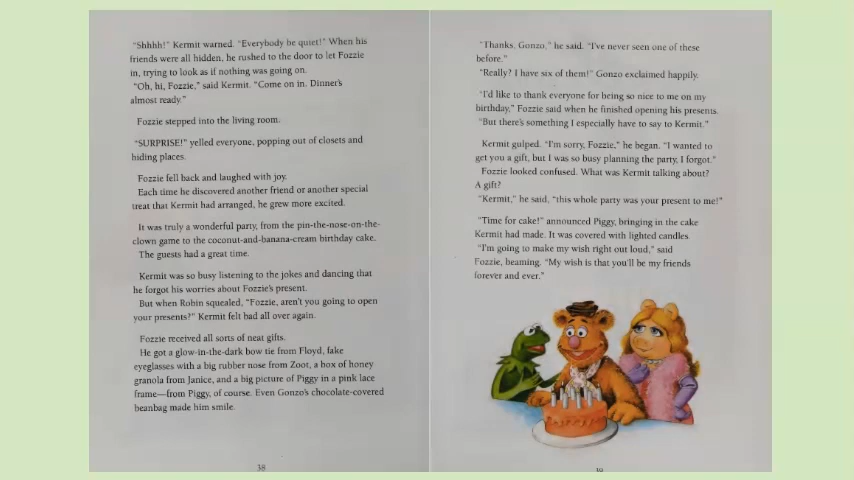 "Shhhh!" Kermit warned. "Everybody be quiet!" When his
friends were all hidden, he rushed to the door to let Fozzie
in, trying to look as if nothing was going on.
"Oh, hi, Fozzie," said Kermit. "Come on in. Dinner's
almost ready."
Fozzie stepped into the living room.
"SURPRISE!" yelled everyone, popping out of closets and
hiding places.
Fozzie fell back and laughed with joy.
Each time he discovered another friend or another special
treat that Kermit had arranged, he grew more excited.
It was truly a wonderful party, from the pin-the-nose-on-the-
clown game to the coconut-and-banana-cream birthday cake.
The guests had a great time.
Kermit was so busy listening to the jokes and dancing that
he forgot his worries about Fozzie's present.
But when Robin squealed, "Fozzie, aren't you going to open
your presents?" Kermit felt bad all over again.
Fozzie received all sorts of neat gifts.
He got a glow-in-the-dark bow tie from Floyd, fake
eyeglasses with a big rubber nose from Zoot, a box of honey
granola from Janice, and a big picture of Piggy in a pink lace
frame—from Piggy, of course. Even Gonzo's chocolate-covered
beanbag made him smile.
38
"Thanks, Gonzo," he said. "I've never seen one of these
before."
"Really? I have six of them!" Gonzo exclaimed happily.
"I'd like to thank everyone for being so nice to me on my
birthday," Fozzie said when he finished opening his presents.
"But there's something I especially have to say to Kermit."
Kermit gulped. "I'm sorry, Fozzie," he began. "I wanted to
get you a gift, but I was so busy planning the party, I forgot."
Fozzie looked confused. What was Kermit talking about?
A gift?
"Kermit," he said, "this whole party was your present to me!"
"Time for cake!" announced Piggy, bringing in the cake
Kermit had made. It was covered with lighted candles.
"I'm going to make my wish right out loud," said
Fozzie, beaming. "My wish is that you'll be my friends
forever and ever."